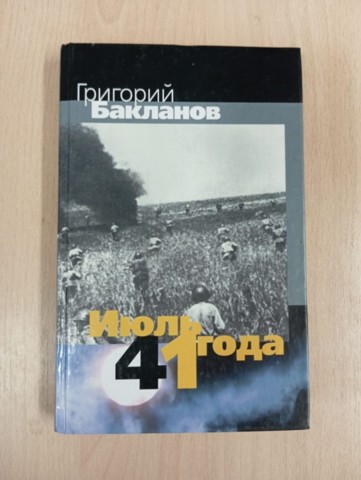 Григорий
Бакланов
Июль
41 года